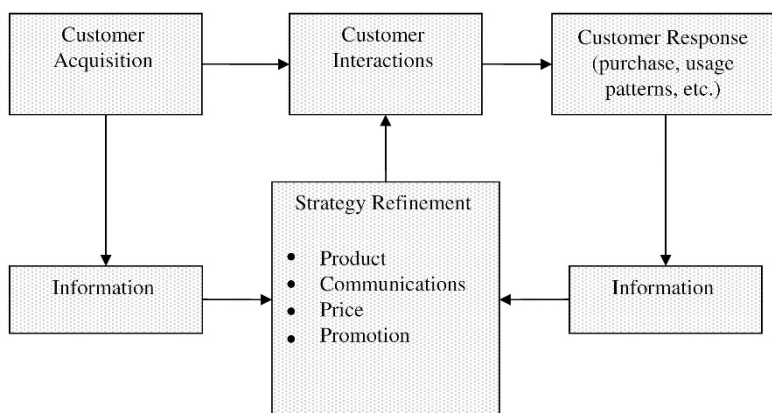 Customer
Acquisition
Customer
Interactions
Customer Response
(purchase, usage
patterns, etc.)
Strategy Refinement
• Product
• Communications
• Price
• Promotion
Information
Information